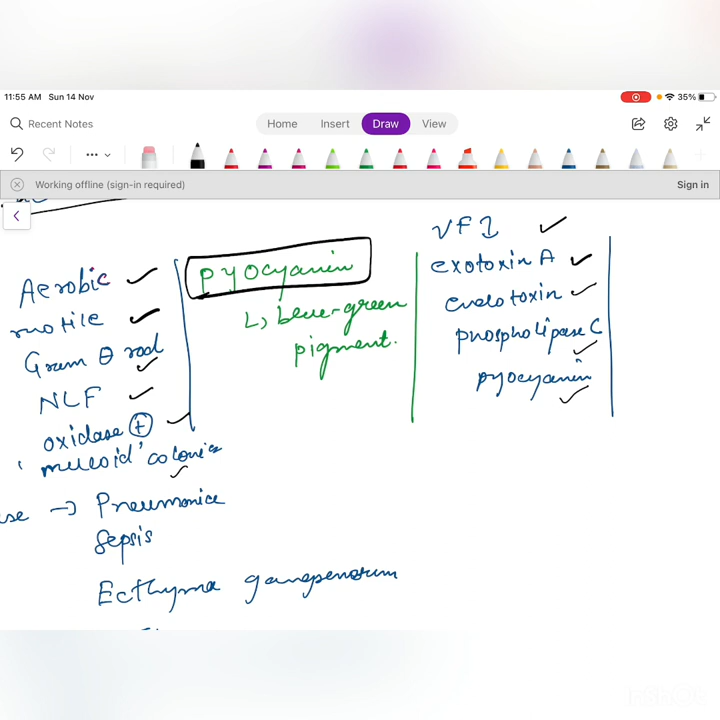 11:55 AM Sun 14 Nov
35%
Recent Notes
Home Insert Draw View
Working offline (sign-in required)
Sign in
Aerobic
motile
Gram ⊖ rod
NLF
oxidase ⊕
'mucoid' colonies
pyocyanin
↳ blue-green
pigment.
VF'S
exotoxin A
endotoxin
phospholipase C
pyocyanin
→ Pneumonia
Sepsis
Ecthyma gangrenosum